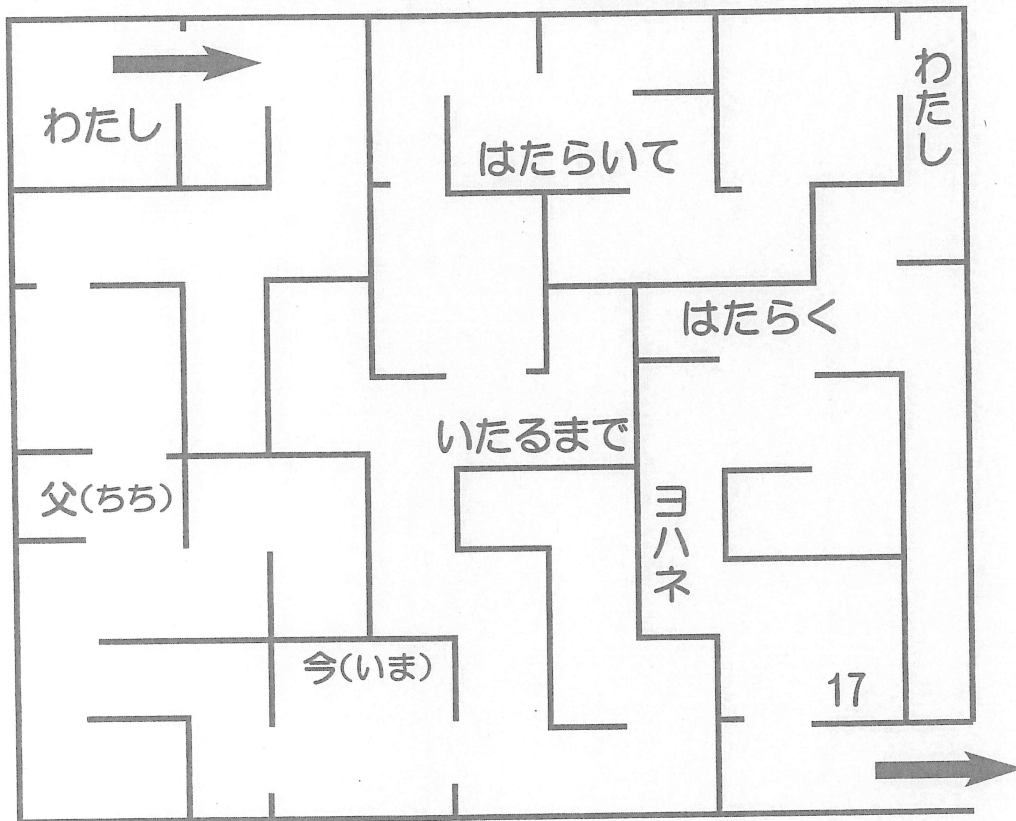 わたし
わたし
はたらいて
はたらく
いたるまで
父(ちち)
ヨハネ
今(いま)
17